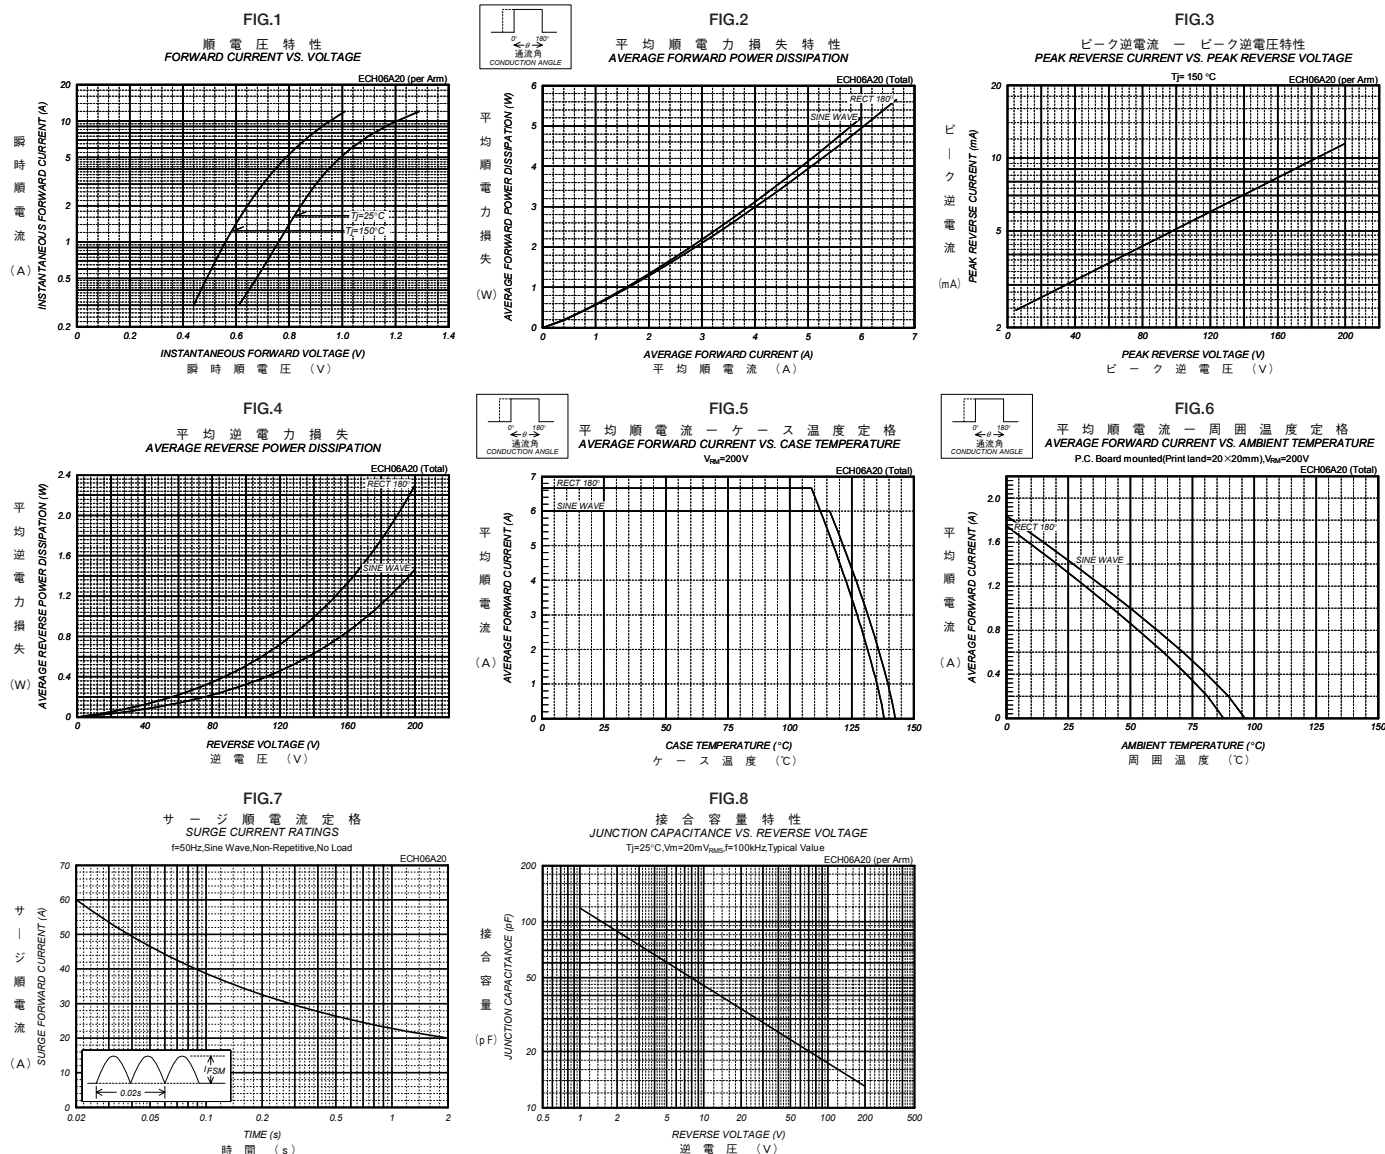 FIG.1
順電圧特性
FORWARD CURRENT VS. VOLTAGE
ECH06A20 (per Arm)
瞬時順電流 (A)
INSTANTANEOUS FORWARD CURRENT (A)
20
10
5
2
1
0.5
0.2
Tj=25°C
Tj=150°C
0 0.2 0.4 0.6 0.8 1.0 1.2 1.4
INSTANTANEOUS FORWARD VOLTAGE (V)
瞬時順電圧 (V)
0° 180°
θ
通流角
CONDUCTION ANGLE
FIG.2
平均順電力損失特性
AVERAGE FORWARD POWER DISSIPATION
ECH06A20 (Total)
平均順電力損失 (W)
AVERAGE FORWARD POWER DISSIPATION (W)
6
5
4
3
2
1
0
RECT 180°
SINE WAVE
0 1 2 3 4 5 6 7
AVERAGE FORWARD CURRENT (A)
平均順電流 (A)
FIG.3
ピーク逆電流 ー ピーク逆電圧特性
PEAK REVERSE CURRENT VS. PEAK REVERSE VOLTAGE
Tj= 150 °C
ECH06A20 (per Arm)
ピーク逆電流 (mA)
PEAK REVERSE CURRENT (mA)
20
10
5
2
0 40 80 120 160 200
PEAK REVERSE VOLTAGE (V)
ピーク逆電圧 (V)
FIG.4
平均逆電力損失
AVERAGE REVERSE POWER DISSIPATION
ECH06A20 (Total)
平均逆電力損失 (W)
AVERAGE REVERSE POWER DISSIPATION (W)
2.4
2.0
1.6
1.2
0.8
0.4
0
RECT 180°
SINE WAVE
0 40 80 120 160 200
REVERSE VOLTAGE (V)
逆電圧 (V)
0° 180°
θ
通流角
CONDUCTION ANGLE
FIG.5
平均順電流ーケース温度定格
AVERAGE FORWARD CURRENT VS. CASE TEMPERATURE
VRM=200V
ECH06A20 (Total)
平均順電流 (A)
AVERAGE FORWARD CURRENT (A)
7
6
5
4
3
2
1
0
RECT 180°
SINE WAVE
0 25 50 75 100 125 150
CASE TEMPERATURE (°C)
ケース温度 (℃)
0° 180°
θ
通流角
CONDUCTION ANGLE
FIG.6
平均順電流ー周囲温度定格
AVERAGE FORWARD CURRENT VS. AMBIENT TEMPERATURE
P.C. Board mounted(Print land=20×20mm),VRM=200V
ECH06A20 (Total)
平均順電流 (A)
AVERAGE FORWARD CURRENT (A)
2.0
1.6
1.2
0.8
0.4
0
RECT 180°
SINE WAVE
0 25 50 75 100 125 150
AMBIENT TEMPERATURE (°C)
周囲温度 (℃)
FIG.7
サージ順電流定格
SURGE CURRENT RATINGS
f=50Hz,Sine Wave,Non-Repetitive,No Load
ECH06A20
サージ順電流 (A)
SURGE FORWARD CURRENT (A)
70
60
50
40
30
20
10
0
IFSM
0.02s
0.02 0.05 0.1 0.2 0.5 1 2
TIME (s)
時間 (s)
FIG.8
接合容量特性
JUNCTION CAPACITANCE VS. REVERSE VOLTAGE
Tj=25°C,Vm=20mVRMS,f=100kHz,Typical Value
ECH06A20 (per Arm)
接合容量 (pF)
JUNCTION CAPACITANCE (pF)
200
100
50
20
10
0.5 1 2 5 10 20 50 100 200 500
REVERSE VOLTAGE (V)
逆電圧 (V)